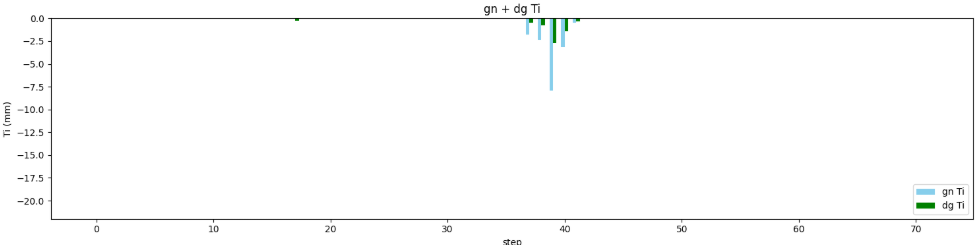 gn + dg Ti
0.0
−2.5
−5.0
−7.5
−10.0
−12.5
−15.0
−17.5
−20.0
Ti (mm)
gn Ti
dg Ti
0 10 20 30 40 50 60 70
step